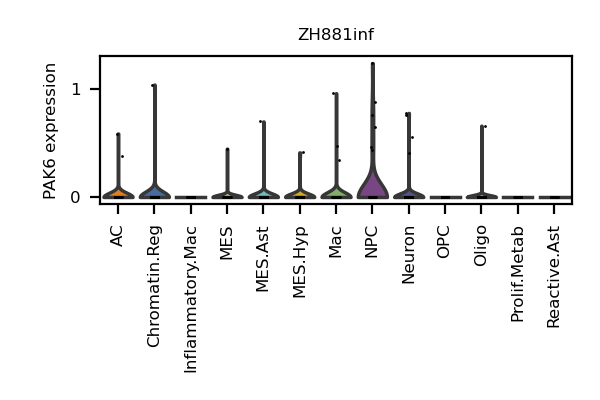 ZH881inf
PAK6 expression
1
0
AC
Chromatin.Reg
Inflammatory.Mac
MES
MES.Ast
MES.Hyp
Mac
NPC
Neuron
OPC
Oligo
Prolif.Metab
Reactive.Ast